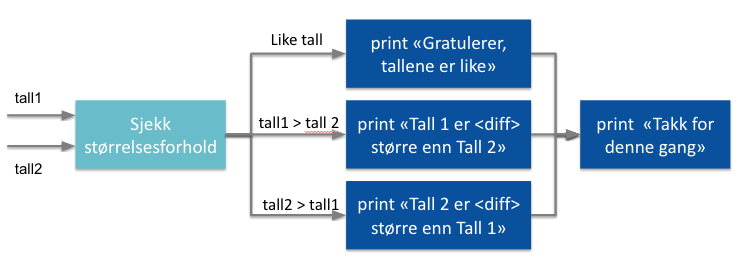 Like tall
print «Gratulerer,
tallene er like»
tall1
tall2
Sjekk
størrelsesforhold
tall1 > tall 2
print «Tall 1 er <diff>
større enn Tall 2»
print «Takk for
denne gang»
tall2 > tall1
print «Tall 2 er <diff>
større enn Tall 1»